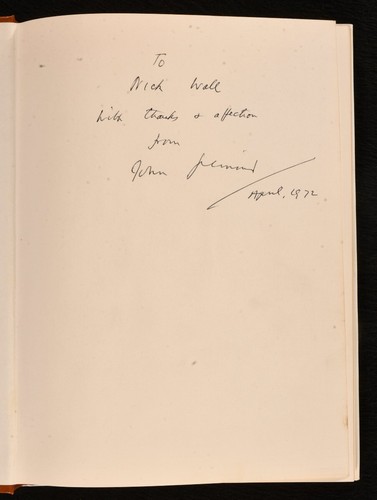 To
Nick Wall
with thanks & affection
from
John
April, 1972